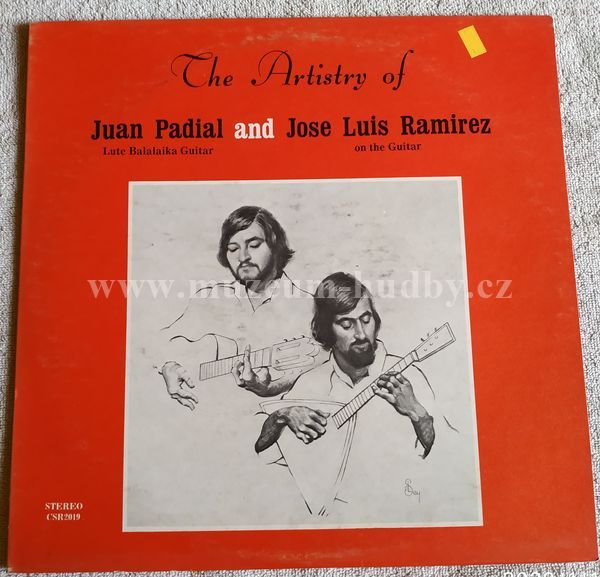 The Artistry of
Juan Padial and Jose Luis Ramirez
Lute Balalaika Guitar on the Guitar
www.muzeum-hudby.cz
STEREO
CSR2019